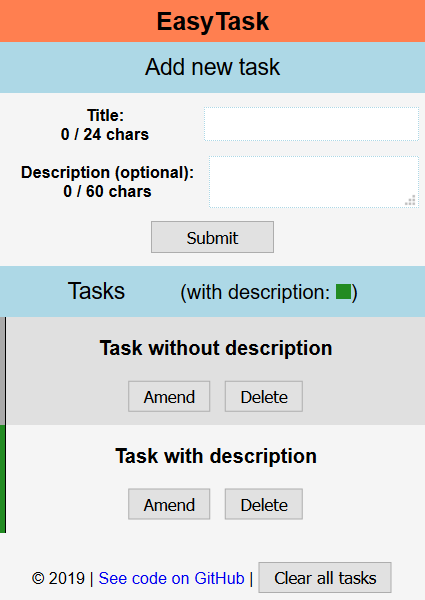 EasyTask
Add new task
Title:
0 / 24 chars
Description (optional):
0 / 60 chars
Submit
Tasks (with description: )
Task without description
Amend Delete
Task with description
Amend Delete
© 2019 | See code on GitHub | Clear all tasks